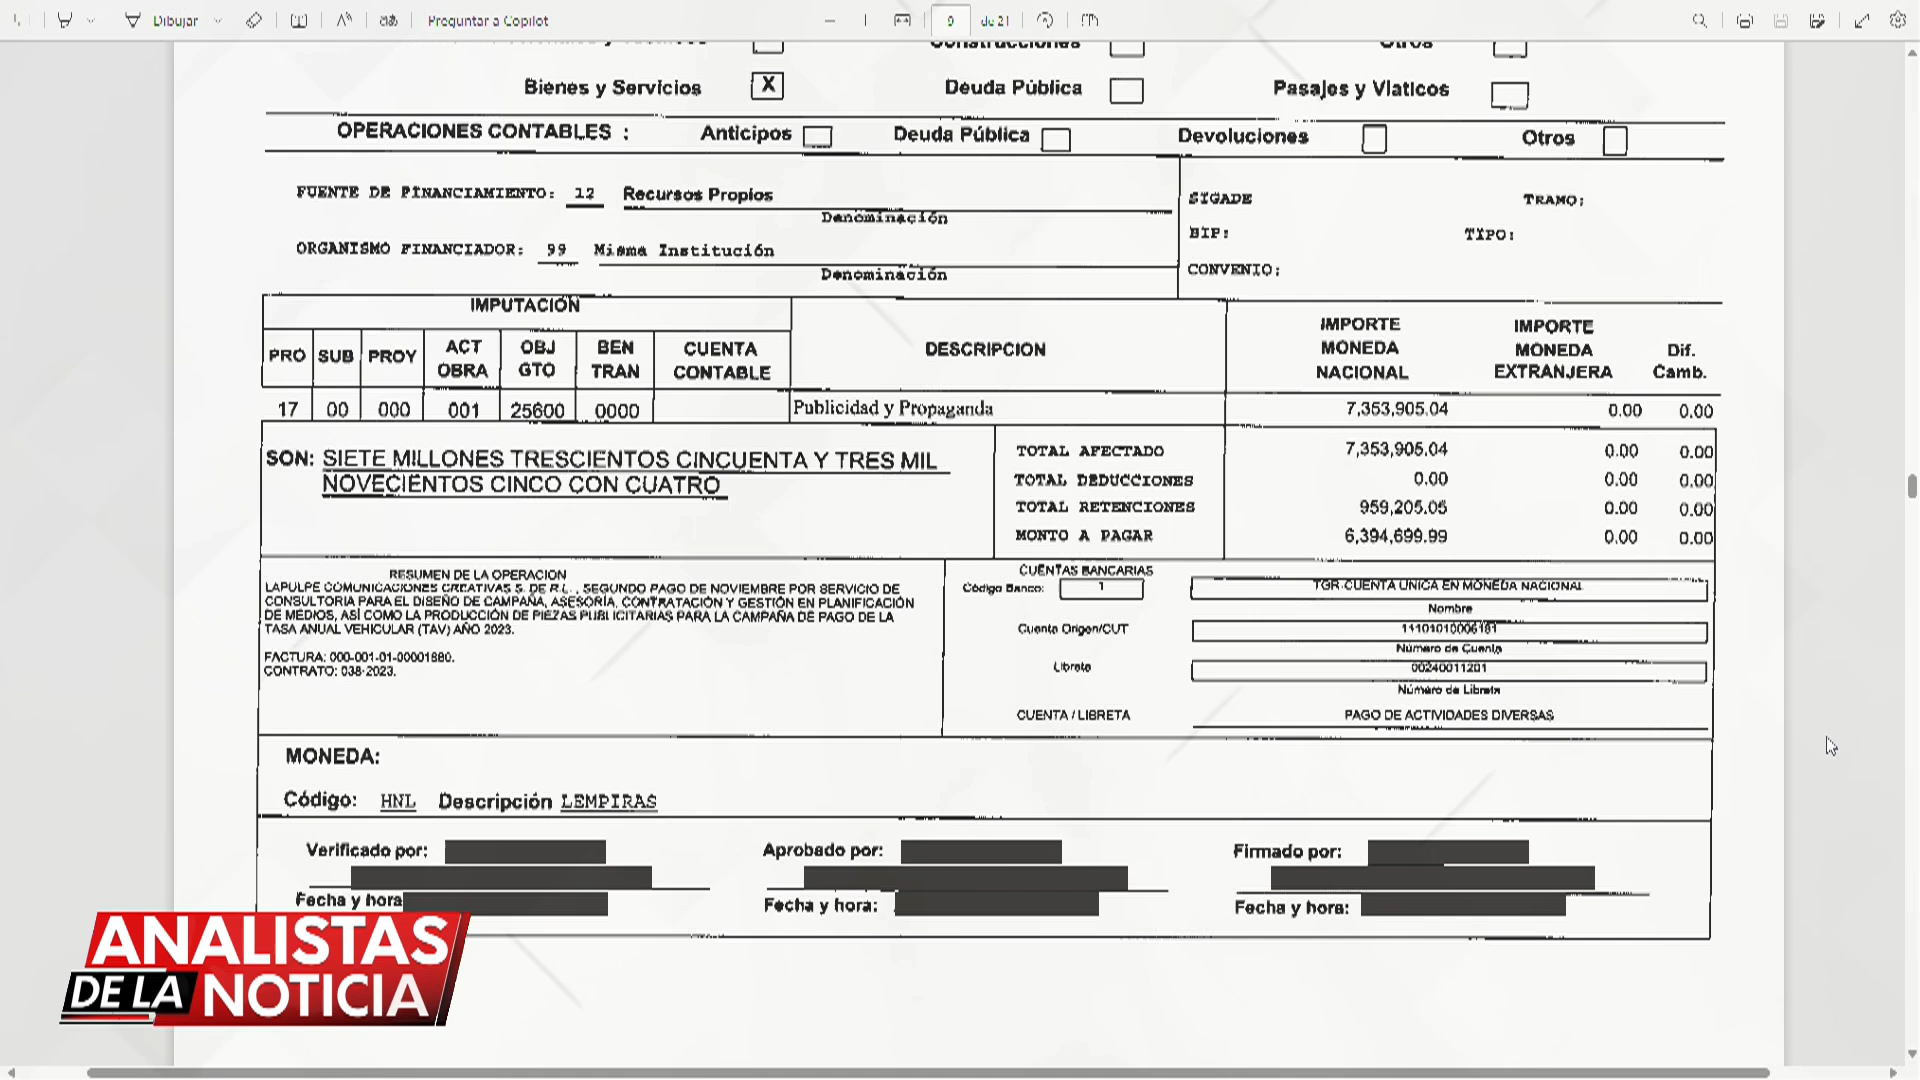 Dibujar Preguntar a Copilot 9 de 21
Construcciones Otros
Bienes y Servicios X Deuda Pública Pasajes y Viaticos
OPERACIONES CONTABLES : Anticipos Deuda Pública Devoluciones Otros
FUENTE DE FINANCIAMIENTO: 12 Recursos Propios
Denominación
SIGADE TRAMO:
BIP: TIPO:
ORGANISMO FINANCIADOR: 99 Misma Institución
Denominación
CONVENIO:
IMPUTACIÓN
PRO SUB PROY ACT OBRA OBJ GTO BEN TRAN CUENTA CONTABLE DESCRIPCION IMPORTE MONEDA NACIONAL IMPORTE MONEDA EXTRANJERA Dif. Camb.
17 00 000 001 25600 0000 Publicidad y Propaganda 7,353,905.04 0.00 0.00
SON: SIETE MILLONES TRESCIENTOS CINCUENTA Y TRES MIL
NOVECIENTOS CINCO CON CUATRO
TOTAL AFECTADO 7,353,905.04 0.00 0.00
TOTAL DEDUCCIONES 0.00 0.00 0.00
TOTAL RETENCIONES 959,205.05 0.00 0.00
MONTO A PAGAR 6,394,699.99 0.00 0.00
RESUMEN DE LA OPERACION
LAPULPE COMUNICACIONES CREATIVAS S. DE R.L. , SEGUNDO PAGO DE NOVIEMBRE POR SERVICIO DE
CONSULTORIA PARA EL DISEÑO DE CAMPAÑA, ASESORÍA, CONTRATACIÓN Y GESTIÓN EN PLANIFICACIÓN
DE MEDIOS, ASÍ COMO LA PRODUCCIÓN DE PIEZAS PUBLICITARIAS PARA LA CAMPAÑA DE PAGO DE LA
TASA ANUAL VEHICULAR (TAV) AÑO 2023.
FACTURA: 000-001-01-00001880.
CONTRATO: 038-2023.
CUENTAS BANCARIAS
Código Banco: 1 TGR-CUENTA UNICA EN MONEDA NACIONAL
Nombre
Cuenta Origen/CUT 11101010006181
Número de Cuenta
Libreta 00240011201
Número de Libreta
CUENTA / LIBRETA PAGO DE ACTIVIDADES DIVERSAS
MONEDA:
Código: HNL Descripción LEMPIRAS
Verificado por: Aprobado por: Firmado por:
Fecha y hora Fecha y hora: Fecha y hora:
ANALISTAS
DE LA NOTICIA